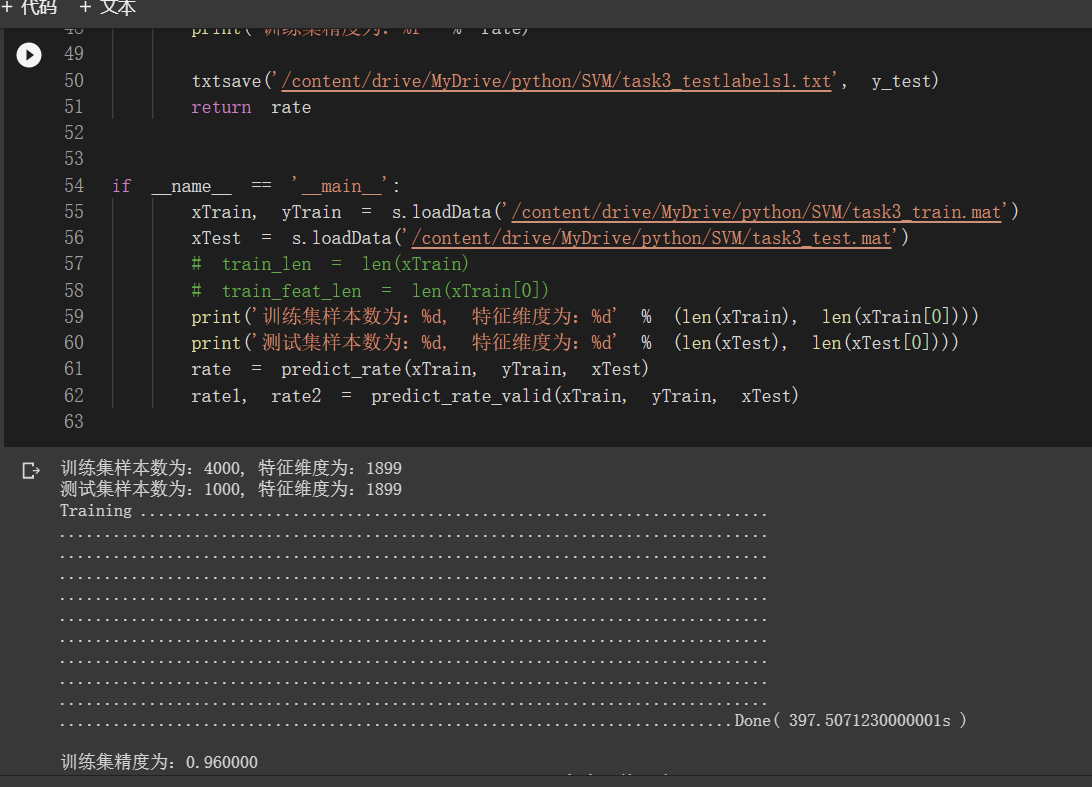 + 代码 + 文本
48 print('训练集精度为: %f' % rate)
49
50 txtsave('/content/drive/MyDrive/python/SVM/task3_testlabels1.txt', y_test)
51 return rate
52
53
54 if __name__ == '__main__':
55 xTrain, yTrain = s.loadData('/content/drive/MyDrive/python/SVM/task3_train.mat')
56 xTest = s.loadData('/content/drive/MyDrive/python/SVM/task3_test.mat')
57 # train_len = len(xTrain)
58 # train_feat_len = len(xTrain[0])
59 print('训练集样本数为: %d, 特征维度为: %d' % (len(xTrain), len(xTrain[0])))
60 print('测试集样本数为: %d, 特征维度为: %d' % (len(xTest), len(xTest[0])))
61 rate = predict_rate(xTrain, yTrain, xTest)
62 rate1, rate2 = predict_rate_valid(xTrain, yTrain, xTest)
63
训练集样本数为: 4000, 特征维度为: 1899
测试集样本数为: 1000, 特征维度为: 1899
Training ......................................................................
...............................................................................
...............................................................................
...............................................................................
...............................................................................
...............................................................................
...............................................................................
...............................................................................
...............................................................................
...............................................................................
...........................................................................Done( 397.5071230000001s )
训练集精度为: 0.960000